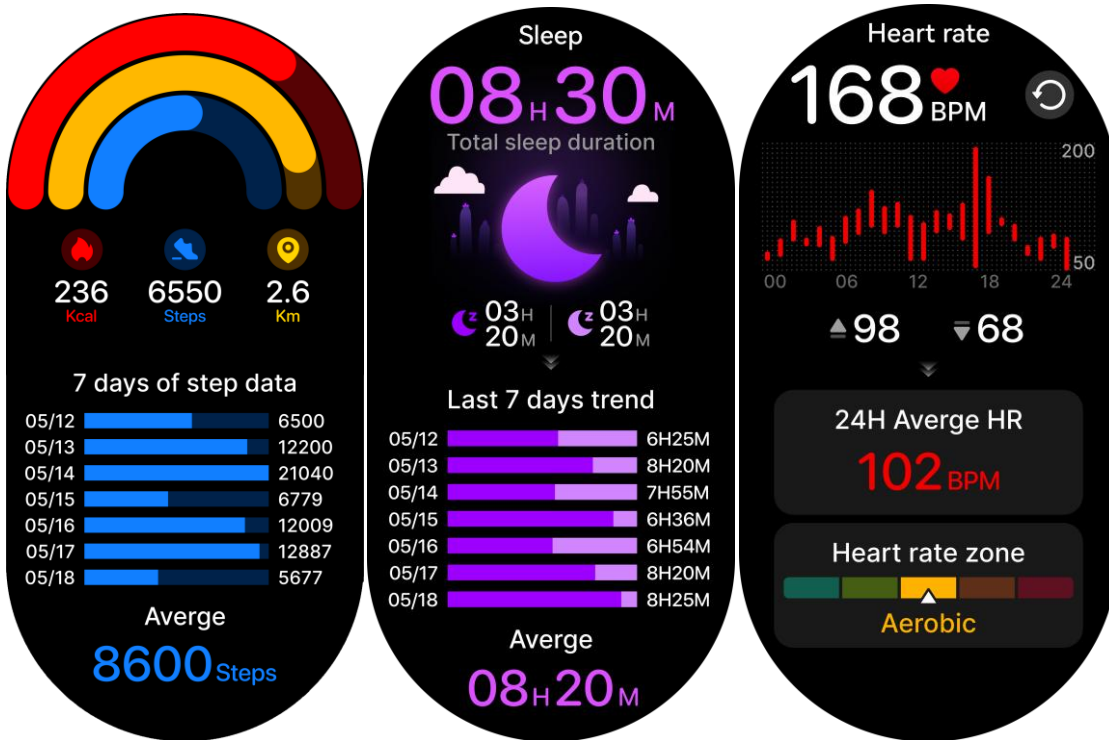 236 6550 2.6
Kcal Steps Km
7 days of step data
05/12 6500
05/13 12200
05/14 21040
05/15 6779
05/16 12009
05/17 12887
05/18 5677
Averge
8600 Steps
Sleep
08H30M
Total sleep duration
z 03H z 03H
20M 20M
Last 7 days trend
05/12 6H25M
05/13 8H20M
05/14 7H55M
05/15 6H36M
05/16 6H54M
05/17 8H20M
05/18 8H25M
Averge
08H20M
Heart rate
168 BPM
200
50
00 06 12 18 24
98 68
24H Averge HR
102 BPM
Heart rate zone
Aerobic